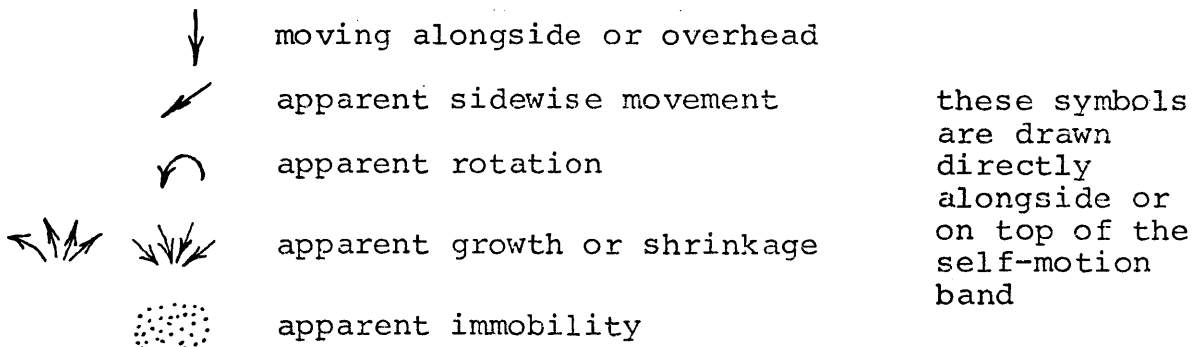 moving alongside or overhead
apparent sidewise movement
apparent rotation
apparent growth or shrinkage
apparent immobility
these symbols
are drawn
directly
alongside or
on top of the
self-motion
band